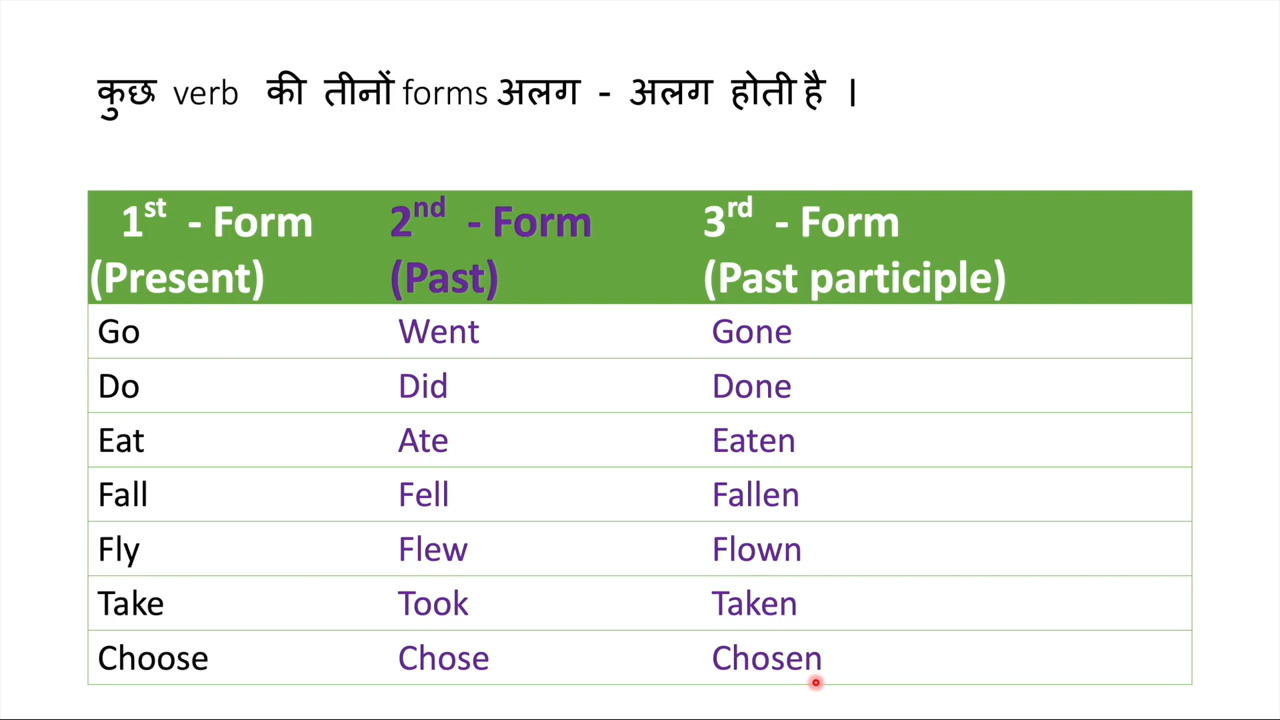 कुछ verb की तीनों forms अलग - अलग होती है ।
1st - Form 2nd - Form 3rd - Form
(Present) (Past) (Past participle)
Go Went Gone
Do Did Done
Eat Ate Eaten
Fall Fell Fallen
Fly Flew Flown
Take Took Taken
Choose Chose Chosen